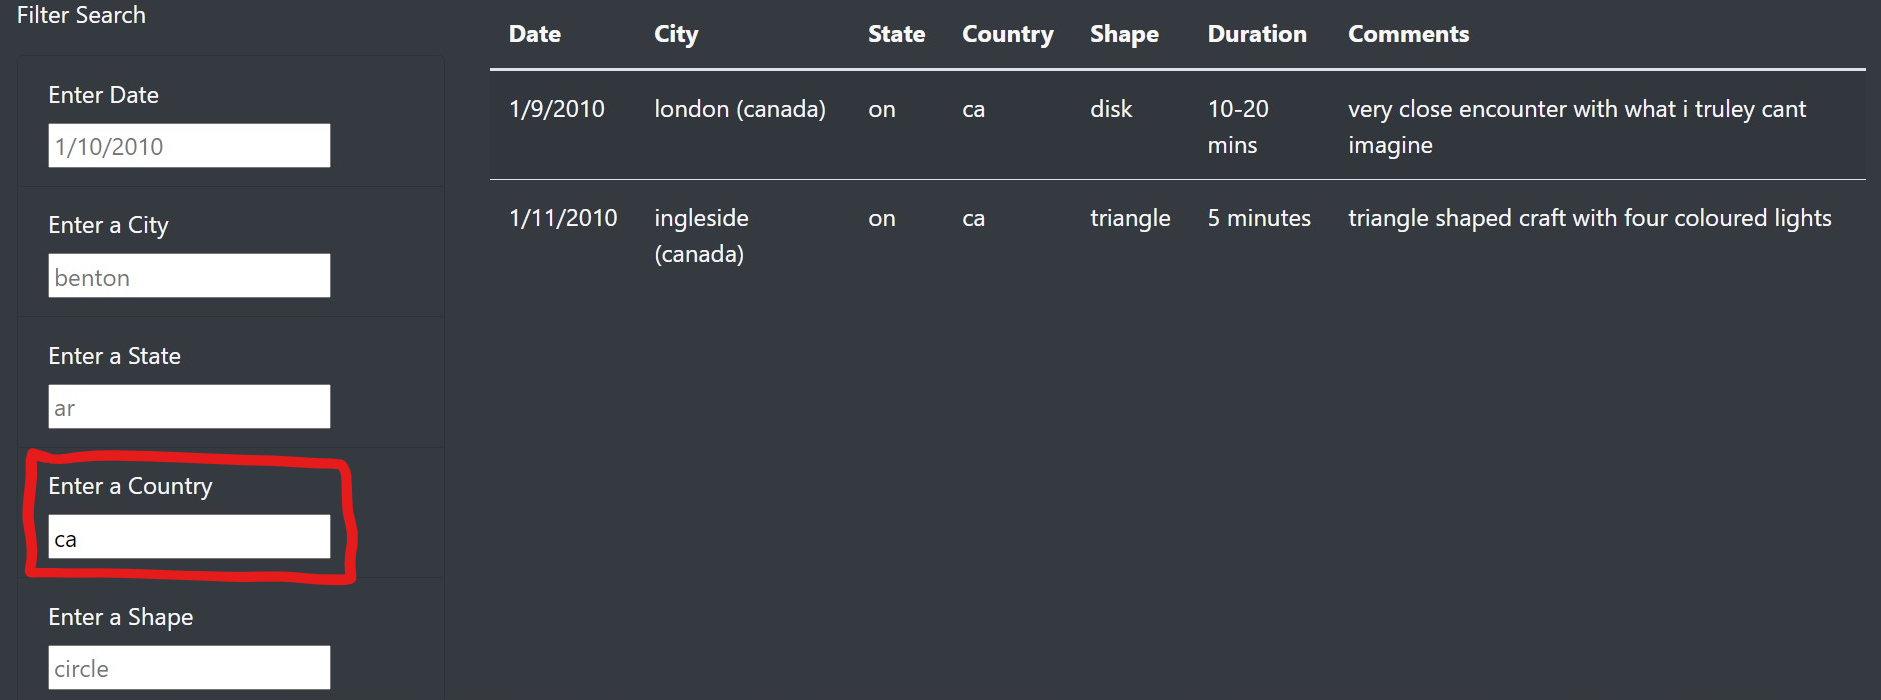 Filter Search
Enter Date
1/10/2010
Enter a City
benton
Enter a State
ar
Enter a Country
ca
Enter a Shape
circle
Date City State Country Shape Duration Comments
1/9/2010 london (canada) on ca disk 10-20 very close encounter with what i truley cant
mins imagine
1/11/2010 ingleside on ca triangle 5 minutes triangle shaped craft with four coloured lights
(canada)